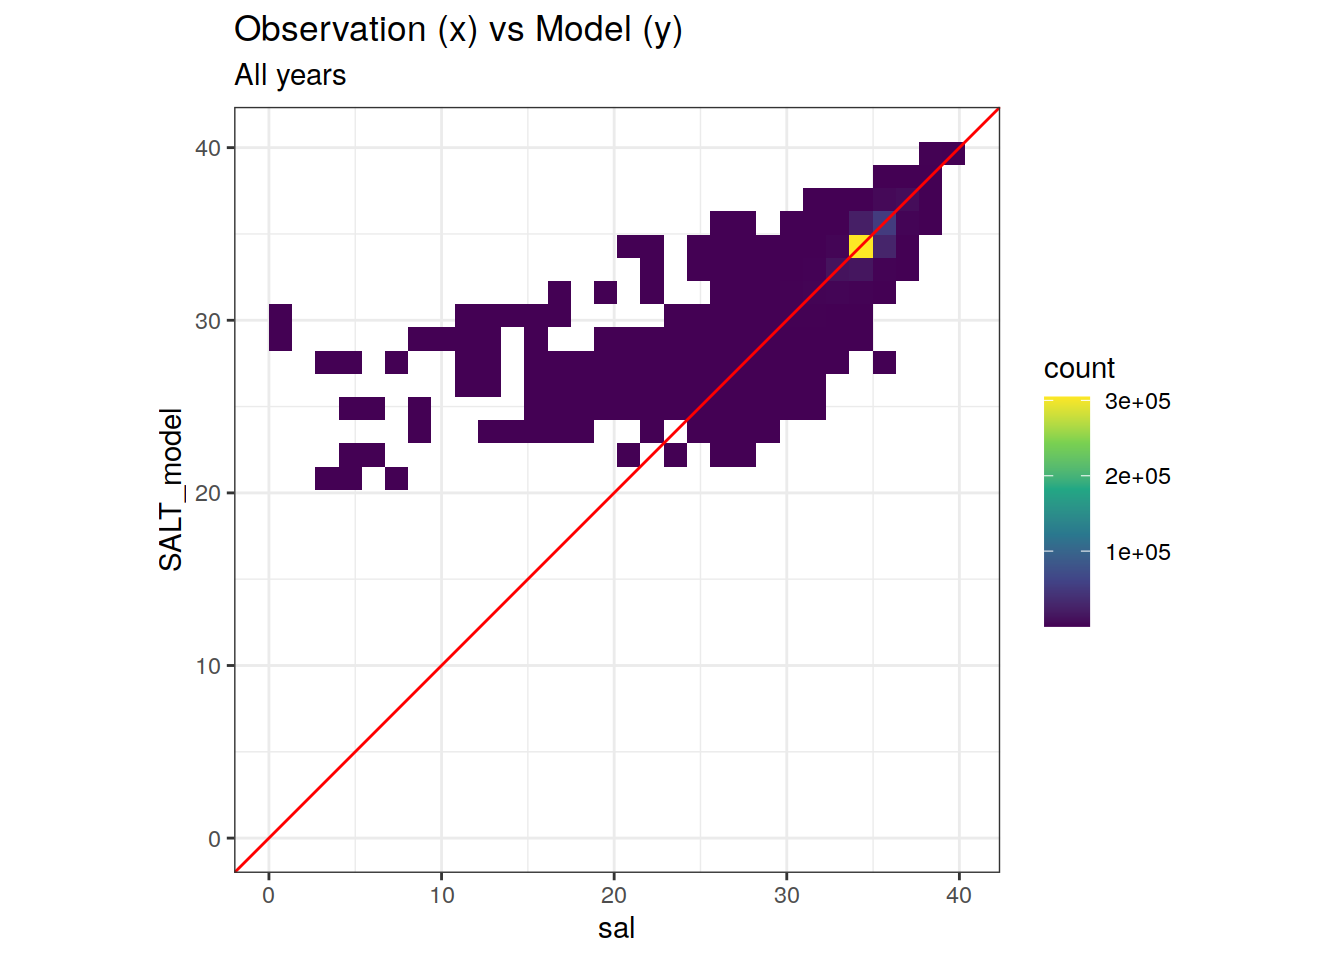 Observation (x) vs Model (y)
All years
SALT_model
40
30
20
10
0
0 10 20 30 40
sal
count
3e+05
2e+05
1e+05